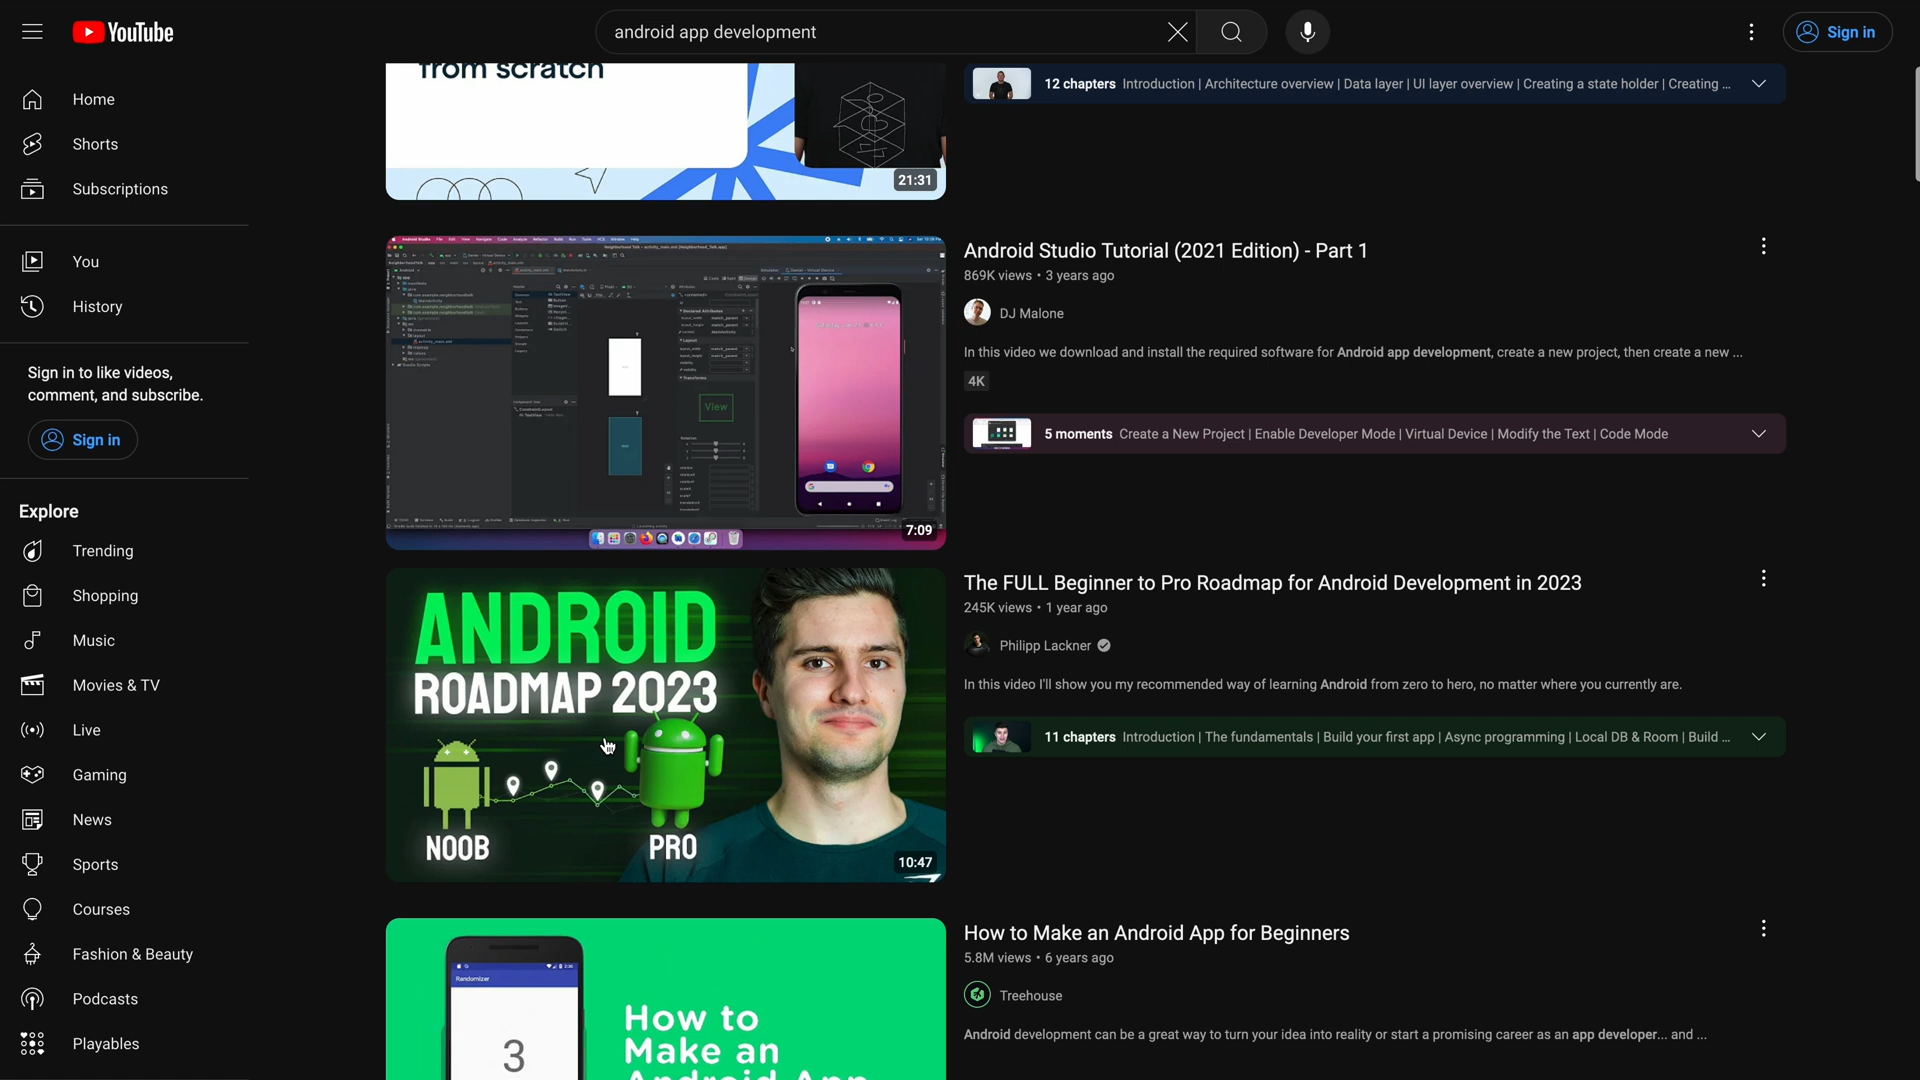 YouTube
android app development
Sign in
Home
Shorts
Subscriptions
You
History
Sign in to like videos,
comment, and subscribe.
Sign in
Explore
Trending
Shopping
Music
Movies & TV
Live
Gaming
News
Sports
Courses
Fashion & Beauty
Podcasts
Playables
from scratch
21:31
12 chapters Introduction | Architecture overview | Data layer | UI layer overview | Creating a state holder | Creating ...
View
7:09
Android Studio Tutorial (2021 Edition) - Part 1
869K views • 3 years ago
DJ Malone
In this video we download and install the required software for Android app development, create a new project, then create a new ...
4K
5 moments Create a New Project | Enable Developer Mode | Virtual Device | Modify the Text | Code Mode
ANDROID
ROADMAP 2023
NOOB
PRO
10:47
The FULL Beginner to Pro Roadmap for Android Development in 2023
245K views • 1 year ago
Philipp Lackner
In this video I'll show you my recommended way of learning Android from zero to hero, no matter where you currently are.
11 chapters Introduction | The fundamentals | Build your first app | Async programming | Local DB & Room | Build ...
Randomizer
3
How to
Make an
Android App
How to Make an Android App for Beginners
5.8M views • 6 years ago
Treehouse
Android development can be a great way to turn your idea into reality or start a promising career as an app developer... and ...